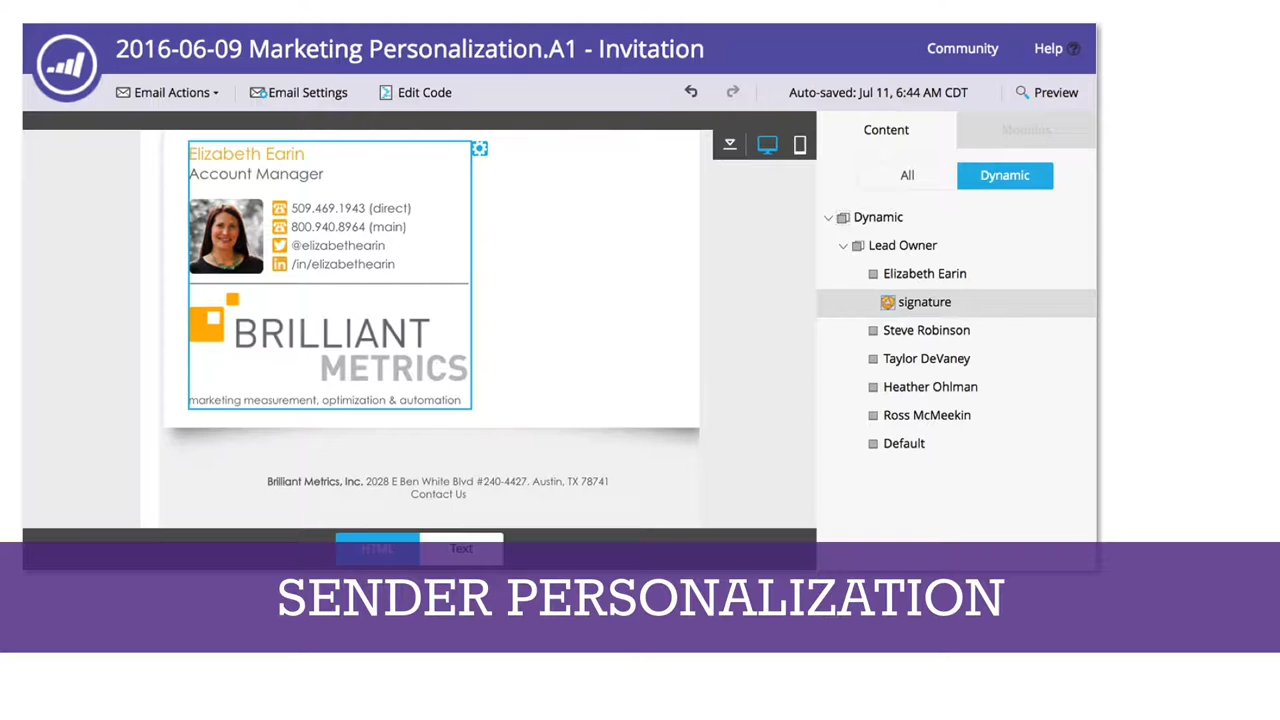 2016-06-09 Marketing Personalization.A1 - Invitation
Community
Help
Email Actions
Email Settings
Edit Code
Auto-saved: Jul 11, 6:44 AM CDT
Preview
Content
Modules
All
Dynamic
Elizabeth Earin
Account Manager
509.469.1943 (direct)
800.940.8964 (main)
@elizabethearin
/in/elizabethearin
BRILLIANT
METRICS
marketing measurement, optimization & automation
Dynamic
Lead Owner
Elizabeth Earin
signature
Steve Robinson
Taylor DeVaney
Heather Ohlman
Ross McMeekin
Default
Brilliant Metrics, Inc. 2028 E Ben White Blvd #240-4427. Austin, TX 78741
Contact Us
HTML
Text
SENDER PERSONALIZATION